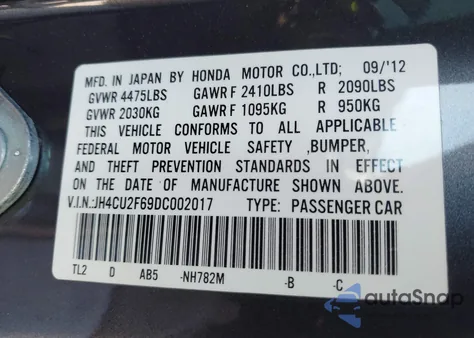 MFD. IN JAPAN BY HONDA MOTOR CO.,LTD; 09/'12
GVWR 4475LBS GAWR F 2410LBS R 2090LBS
GVWR 2030KG GAWR F 1095KG R 950KG
THIS VEHICLE CONFORMS TO ALL APPLICABLE
FEDERAL MOTOR VEHICLE SAFETY ,BUMPER,
AND THEFT PREVENTION STANDARDS IN EFFECT
ON THE DATE OF MANUFACTURE SHOWN ABOVE.
V.I.N.:JH4CU2F69DC002017 TYPE: PASSENGER CAR
TL2 D AB5 -NH782M -B -C
autoSnap